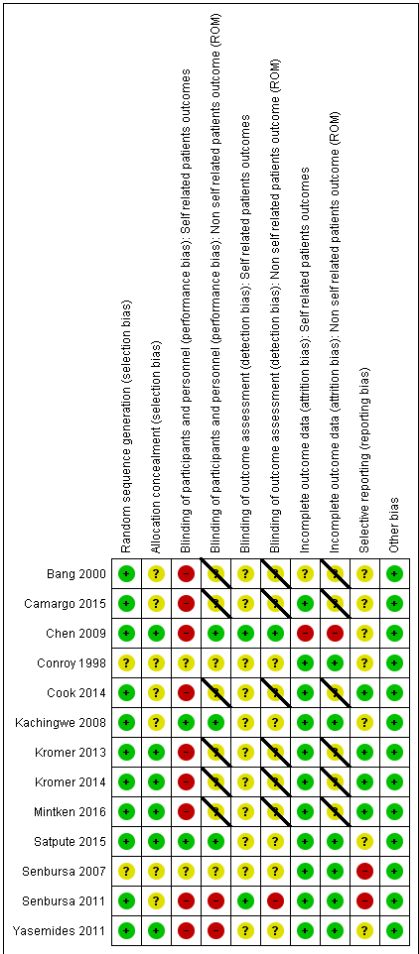 Random sequence generation (selection bias)
Allocation concealment (selection bias)
Blinding of participants and personnel (performance bias): Self related patients outcomes
Blinding of participants and personnel (performance bias): Non self related patients outcome (ROM)
Blinding of outcome assessment (detection bias): Self related patients outcomes
Blinding of outcome assessment (detection bias): Non self related patients outcome (ROM)
Incomplete outcome data (attrition bias): Self related patients outcomes
Incomplete outcome data (attrition bias): Non self related patients outcome (ROM)
Selective reporting (reporting bias)
Other bias
Bang 2000 + ? - ? ? ? ? ? ? +
Camargo 2015 + ? - ? ? ? + ? ? +
Chen 2009 + + - + + + - - ? +
Conroy 1998 ? ? ? ? ? ? + + ? +
Cook 2014 + ? - ? ? ? + ? + +
Kachingwe 2008 + ? + + ? ? + + ? +
Kromer 2013 + + - ? ? ? + ? + +
Kromer 2014 + + - ? ? ? + ? + +
Mintken 2016 + + - ? ? ? + ? + +
Satpute 2015 + + + + ? ? + + ? +
Senbursa 2007 ? ? ? ? ? ? + + - +
Senbursa 2011 + ? - - + - + + - +
Yasemides 2011 + + - - ? ? + + ? +